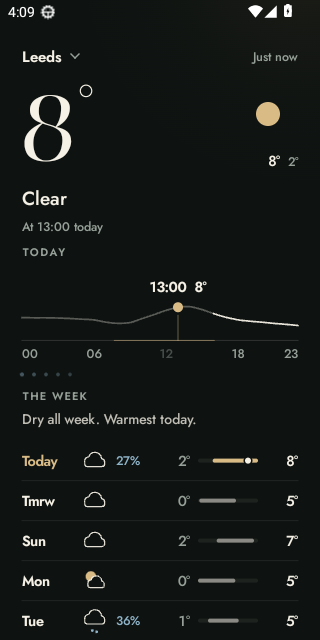 4:09
Leeds
Just now
8°
8° 2°
Clear
At 13:00 today
TODAY
13:00 8°
00 06 12 18 23
THE WEEK
Dry all week. Warmest today.
Today 27% 2° 8°
Tmrw 0° 5°
Sun 2° 7°
Mon 0° 5°
Tue 36% 1° 5°